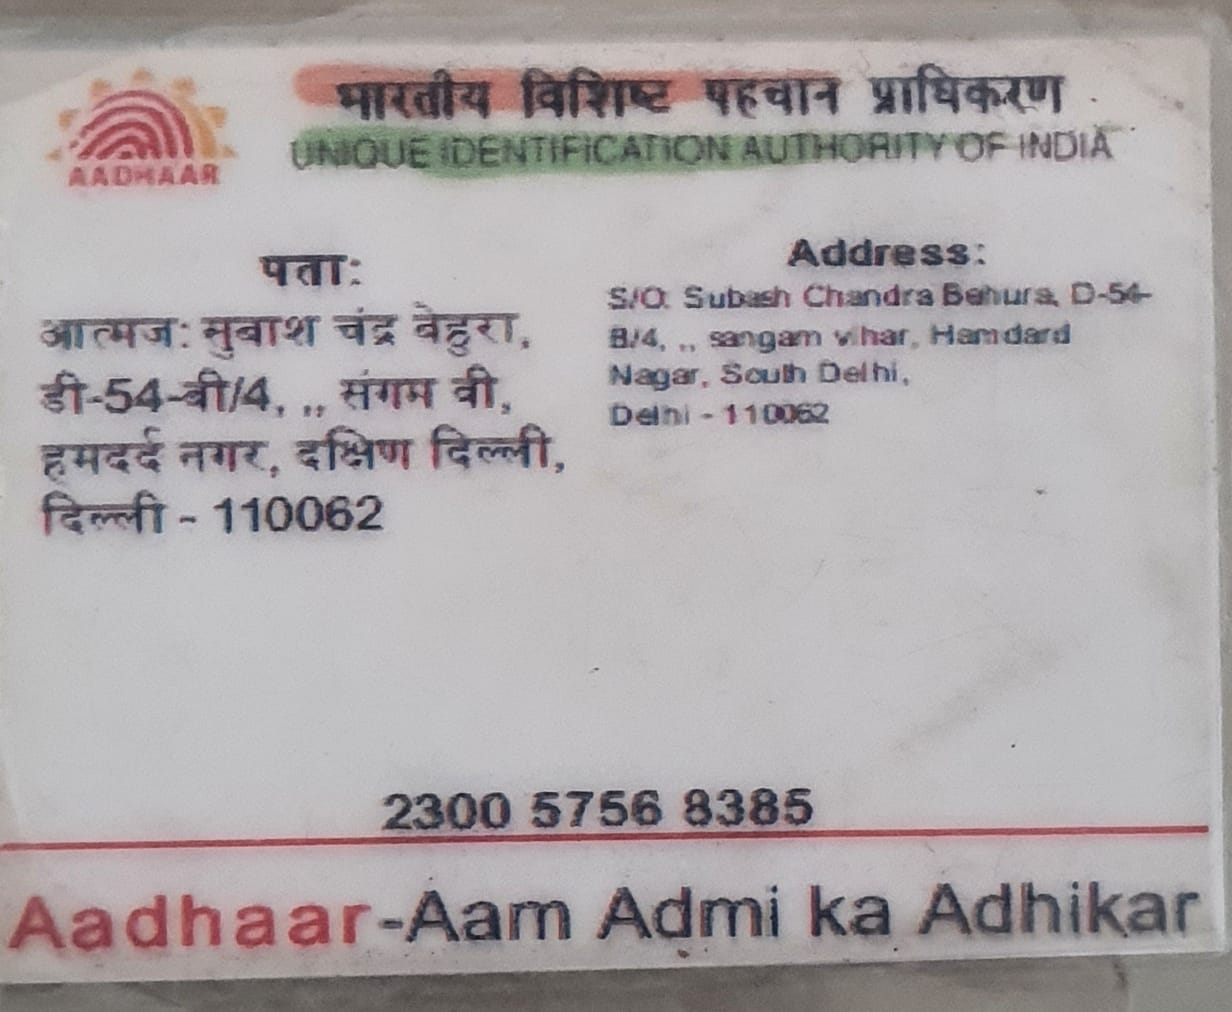 AADHAAR
भारतीय विशिष्ट पहचान प्राधिकरण
UNIQUE IDENTIFICATION AUTHORITY OF INDIA
पता:
आत्मज: सुबाश चंद्र बेहुरा,
डी-54-बी/4, ,, संगम वी,
हमदर्द नगर, दक्षिण दिल्ली,
दिल्ली - 110062
Address:
S/O: Subash Chandra Behura, D-54-
B/4, ,, sangam vihar, Hamdard
Nagar, South Delhi,
Delhi - 110062
2300 5756 8385
Aadhaar-Aam Admi ka Adhikar